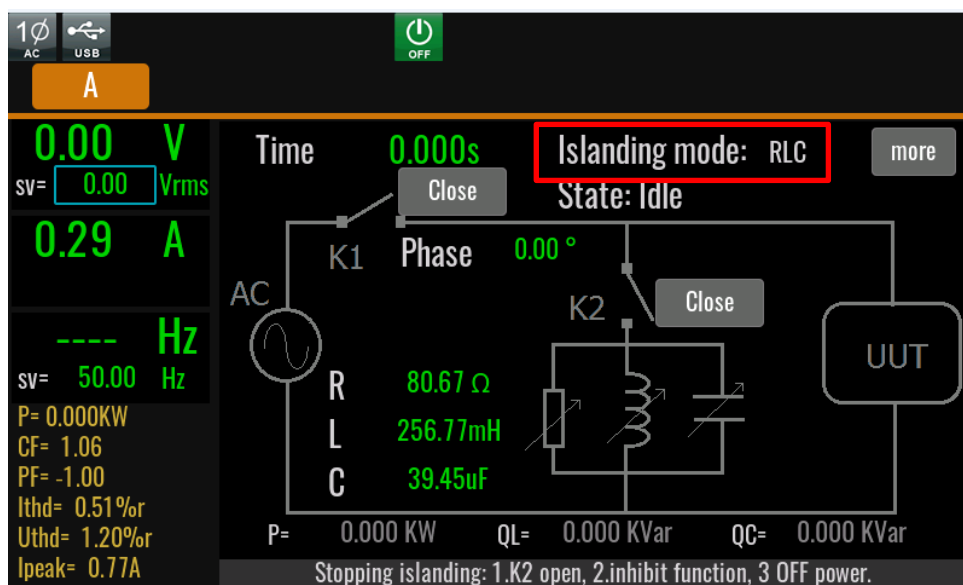 1Ø
AC
USB
OFF
A
0.00 V
sv= 0.00 Vrms
0.29 A
---- Hz
sv= 50.00 Hz
P= 0.000KW
CF= 1.06
PF= -1.00
Ithd= 0.51%r
Uthd= 1.20%r
Ipeak= 0.77A
Time 0.000s
Islanding mode: RLC
more
State: Idle
Close
K1
Phase 0.00 °
AC
K2
Close
UUT
R 80.67 Ω
L 256.77mH
C 39.45uF
P= 0.000 KW QL= 0.000 KVar QC= 0.000 KVar
Stopping islanding: 1.K2 open, 2.inhibit function, 3 OFF power.